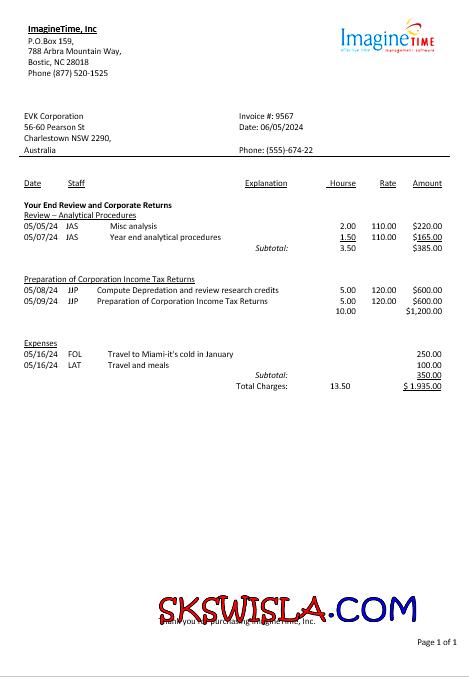 ImagineTime, Inc
P.O.Box 159,
788 Arbra Mountain Way,
Bostic, NC 28018
Phone (877) 520-1525
ImagineTIME
effective time management software
EVK Corporation
56-60 Pearson St
Charlestown NSW 2290,
Australia
Invoice #: 9567
Date: 06/05/2024
Phone: (555)-674-22
Date Staff Explanation Hourse Rate Amount
Your End Review and Corporate Returns
Review – Analytical Procedures
05/05/24 JAS Misc analysis 2.00 110.00 $220.00
05/07/24 JAS Year end analytical procedures 1.50 110.00 $165.00
Subtotal: 3.50 $385.00
Preparation of Corporation Income Tax Returns
05/08/24 JJP Compute Depredation and review research credits 5.00 120.00 $600.00
05/09/24 JJP Preparation of Corporation Income Tax Returns 5.00 120.00 $600.00
10.00 $1,200.00
Expenses
05/16/24 FOL Travel to Miami-it's cold in January 250.00
05/16/24 LAT Travel and meals 100.00
Subtotal: 350.00
Total Charges: 13.50 $ 1.935.00
SKSWISLA.COM
Thank you for purchasing ImagineTime, Inc.
Page 1 of 1